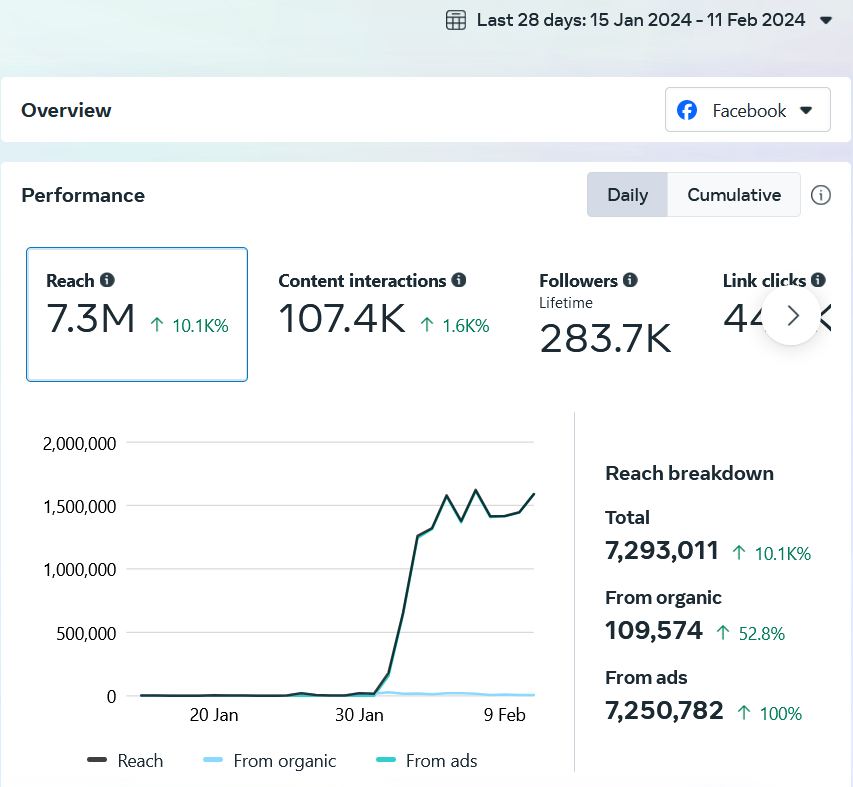 Last 28 days: 15 Jan 2024 - 11 Feb 2024
Overview
Facebook
Performance
Daily
Cumulative
Reach
7.3M ↑ 10.1K%
Content interactions
107.4K ↑ 1.6K%
Followers
Lifetime
283.7K
Link clicks
2,000,000
1,500,000
1,000,000
500,000
0
20 Jan
30 Jan
9 Feb
Reach
From organic
From ads
Reach breakdown
Total
7,293,011 ↑ 10.1K%
From organic
109,574 ↑ 52.8%
From ads
7,250,782 ↑ 100%